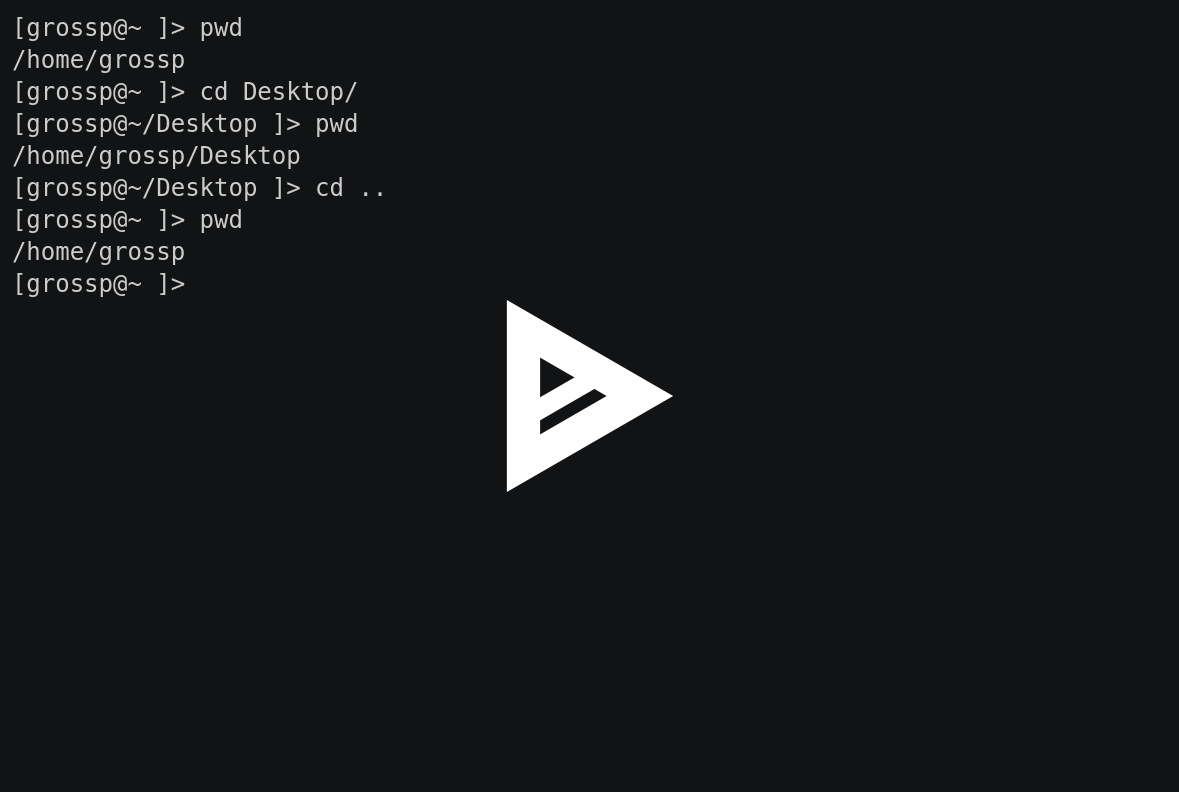 [grossp@~ ]> pwd
/home/grossp
[grossp@~ ]> cd Desktop/
[grossp@~/Desktop ]> pwd
/home/grossp/Desktop
[grossp@~/Desktop ]> cd ..
[grossp@~ ]> pwd
/home/grossp
[grossp@~ ]>